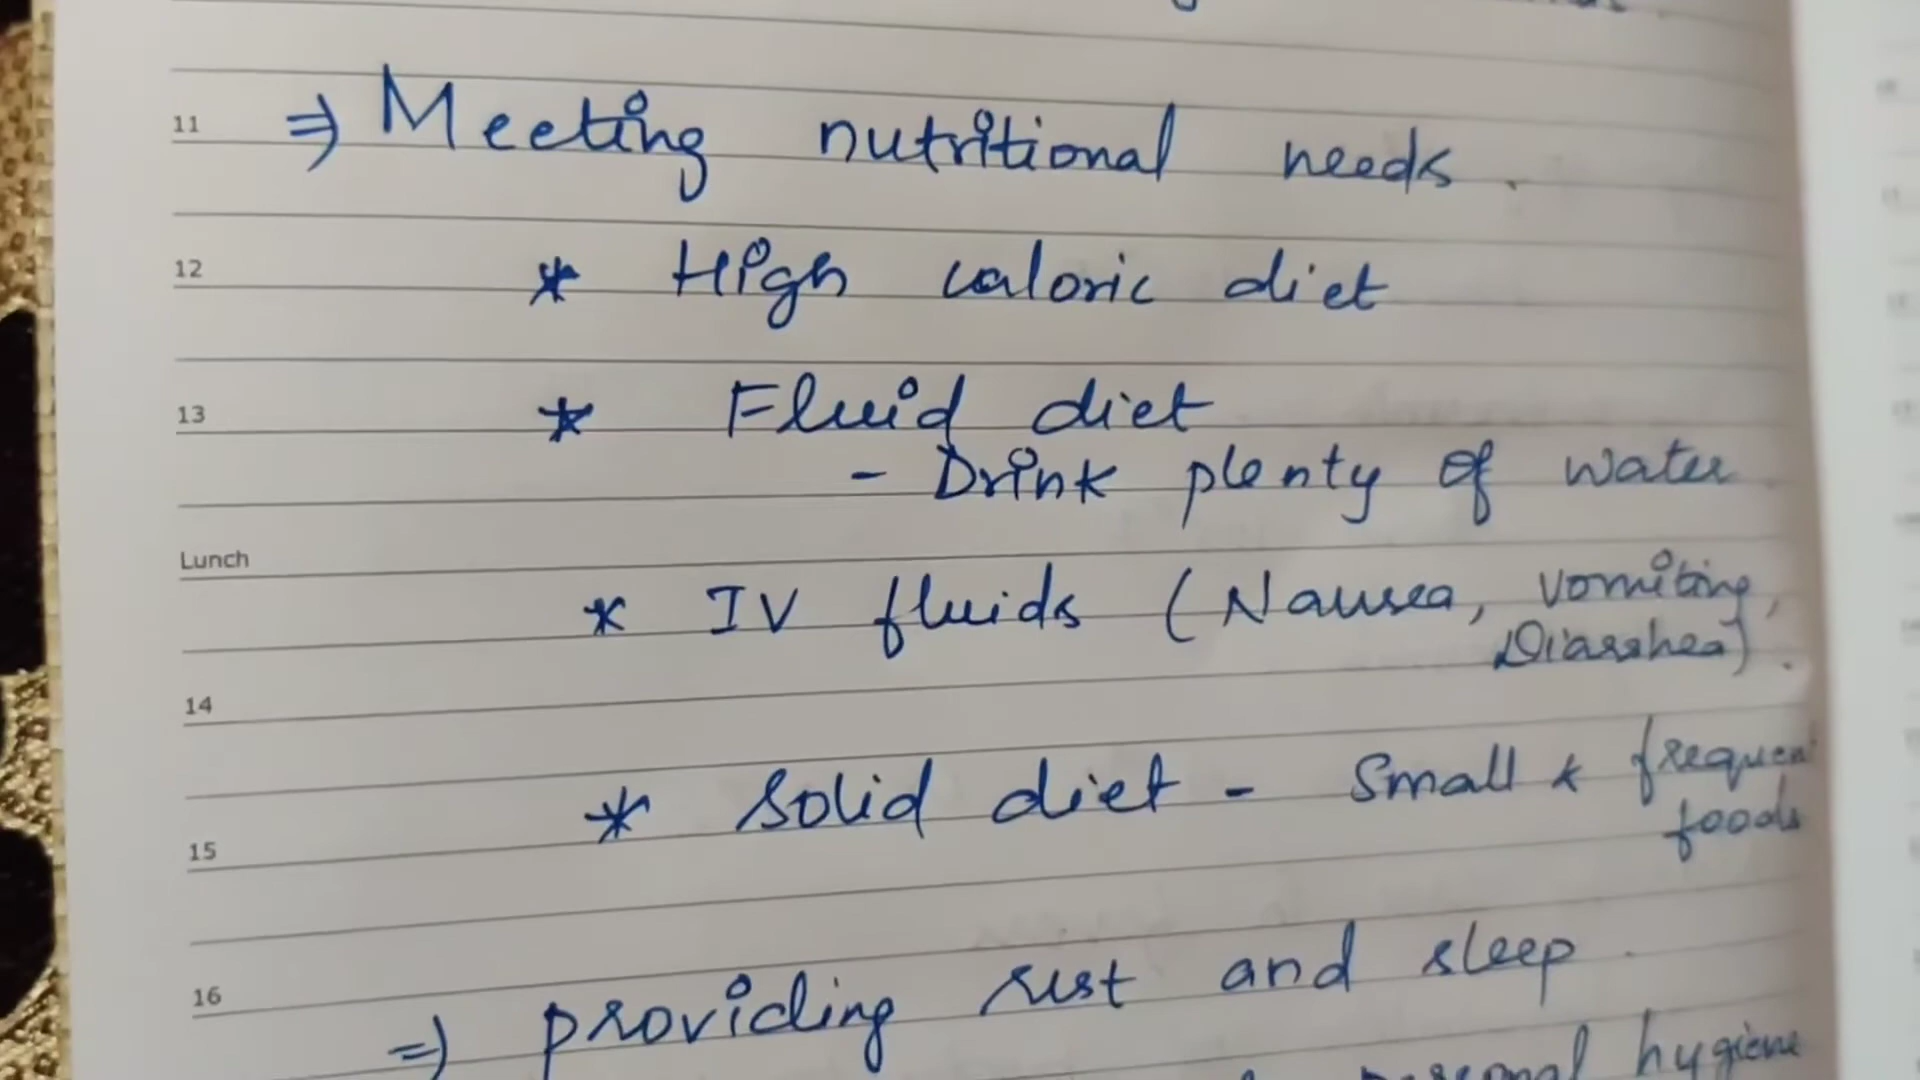 11 ⇒ Meeting nutritional needs.
12 * High caloric diet
13 * Fluid diet
- Drink plenty of water
Lunch
* IV fluids (Nausea, vomiting,
Diarrhea).
14
* Solid diet - Small & frequent
foods
15
16
⇒ providing rest and sleep.
personal hygiene